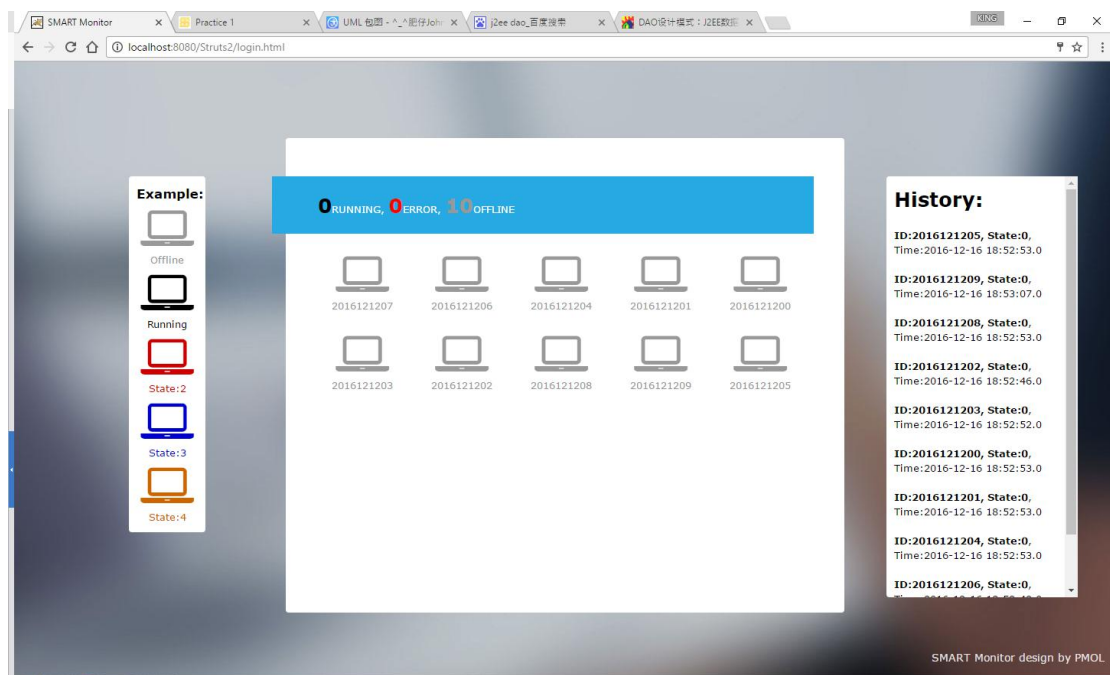 SMART Monitor
Practice 1
UML 包图 - ^_^肥仔John
j2ee dao_百度搜索
DAO设计模式：J2EE数据
KING
localhost:8080/Struts2/login.html
Example:
Offline
Running
State:2
State:3
State:4
0RUNNING, 0ERROR, 10OFFLINE
2016121207 2016121206 2016121204 2016121201 2016121200
2016121203 2016121202 2016121208 2016121209 2016121205
History:
ID:2016121205, State:0,
Time:2016-12-16 18:52:53.0
ID:2016121209, State:0,
Time:2016-12-16 18:53:07.0
ID:2016121208, State:0,
Time:2016-12-16 18:52:53.0
ID:2016121202, State:0,
Time:2016-12-16 18:52:46.0
ID:2016121203, State:0,
Time:2016-12-16 18:52:52.0
ID:2016121200, State:0,
Time:2016-12-16 18:52:53.0
ID:2016121201, State:0,
Time:2016-12-16 18:52:53.0
ID:2016121204, State:0,
Time:2016-12-16 18:52:53.0
ID:2016121206, State:0,
SMART Monitor design by PMOL